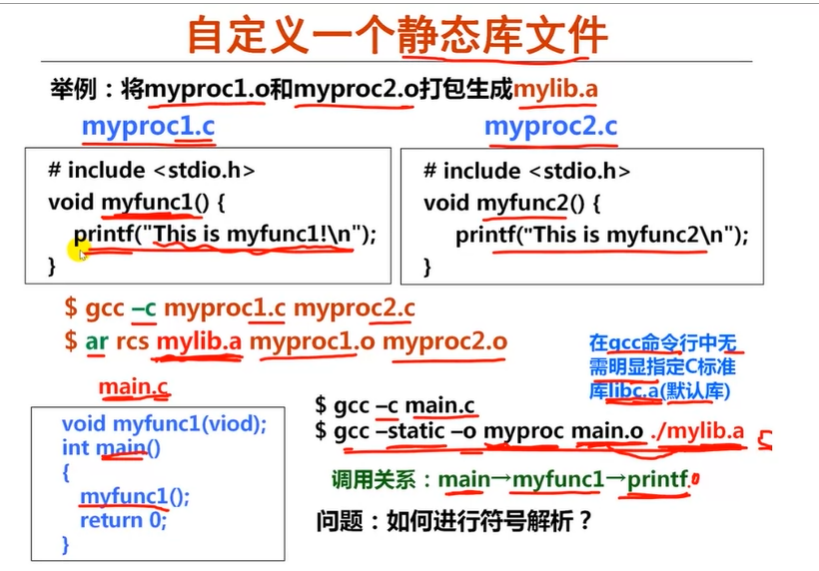 自定义一个静态库文件
举例：将myproc1.o和myproc2.o打包生成mylib.a
myproc1.c
# include <stdio.h>
void myfunc1() {
printf("This is myfunc1!\n");
}
myproc2.c
# include <stdio.h>
void myfunc2() {
printf("This is myfunc2\n");
}
$ gcc –c myproc1.c myproc2.c
$ ar rcs mylib.a myproc1.o myproc2.o
在gcc命令行中无
需明显指定C标准
库libc.a(默认库)
main.c
void myfunc1(viod);
int main()
{
myfunc1();
return 0;
}
$ gcc –c main.c
$ gcc –static –o myproc main.o ./mylib.a
调用关系：main→myfunc1→printf
问题：如何进行符号解析？